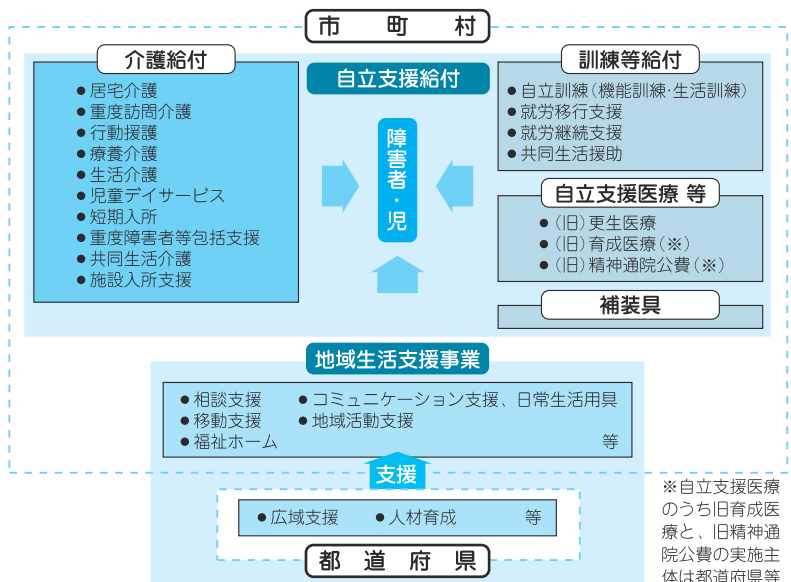 市町村
介護給付
● 居宅介護
● 重度訪問介護
● 行動援護
● 療養介護
● 生活介護
● 児童デイサービス
● 短期入所
● 重度障害者等包括支援
● 共同生活介護
● 施設入所支援
自立支援給付
障害者・児
訓練等給付
● 自立訓練（機能訓練・生活訓練）
● 就労移行支援
● 就労継続支援
● 共同生活援助
自立支援医療 等
● （旧）更生医療
● （旧）育成医療（※）
● （旧）精神通院公費（※）
補装具
地域生活支援事業
● 相談支援 ● コミュニケーション支援、日常生活用具
● 移動支援 ● 地域活動支援
● 福祉ホーム 等
支援
● 広域支援 ● 人材育成 等
都道府県
※自立支援医療
のうち旧育成医
療と、旧精神通
院公費の実施主
体は都道府県等